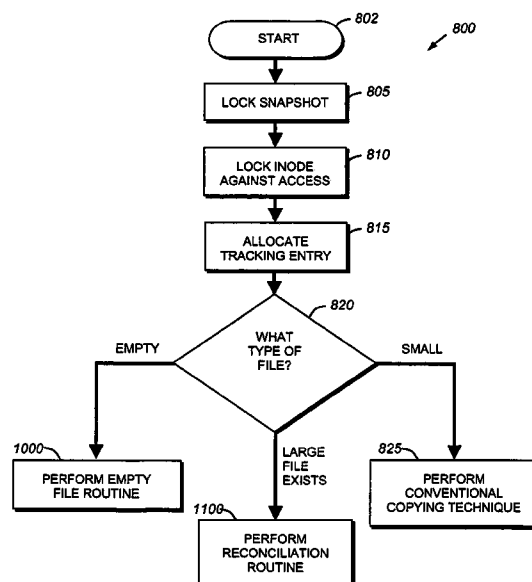 802
START
800
805
LOCK SNAPSHOT
810
LOCK INODE
AGAINST ACCESS
815
ALLOCATE
TRACKING ENTRY
820
WHAT
TYPE OF
FILE?
EMPTY
SMALL
1000
PERFORM EMPTY
FILE ROUTINE
LARGE
FILE
EXISTS
825
PERFORM
CONVENTIONAL
COPYING TECHNIQUE
1100
PERFORM
RECONCILIATION
ROUTINE